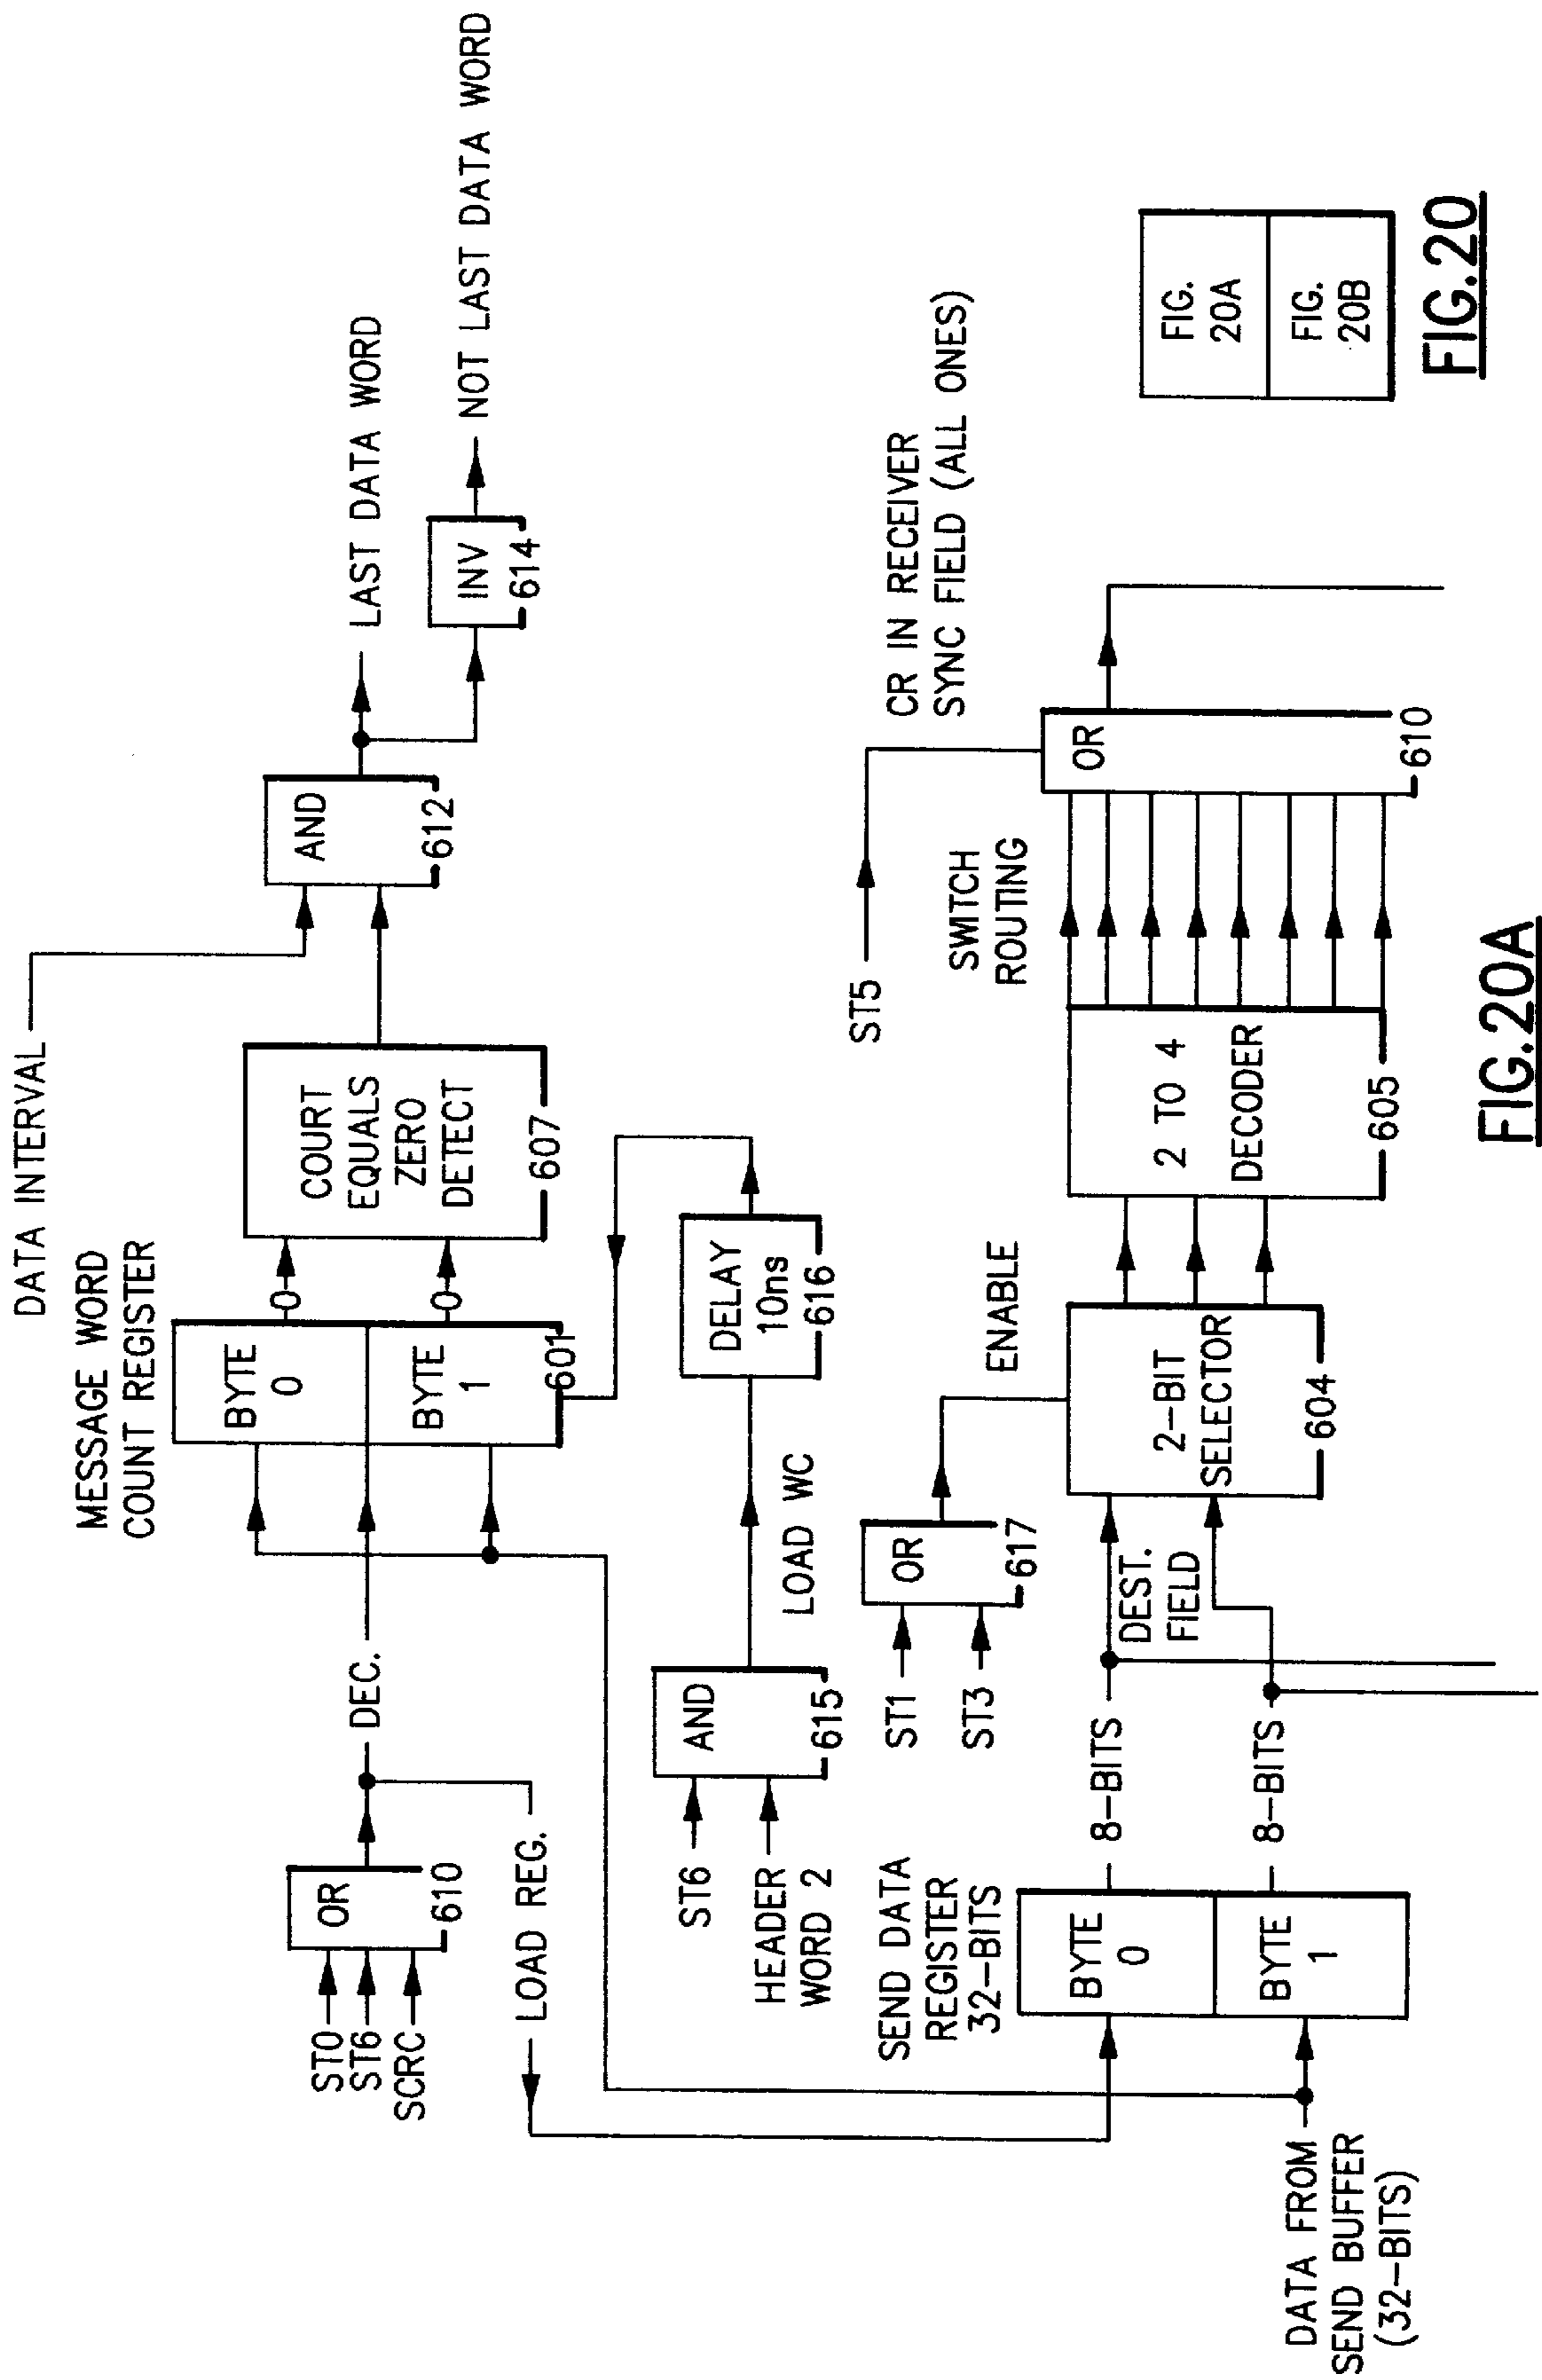 DATA INTERVAL
MESSAGE WORD
COUNT REGISTER
ST0
ST6
SCRC
OR
610
DEC.
LOAD REG.
BYTE
0
BYTE
1
601
0
0
COURT
EQUALS
ZERO
DETECT
607
AND
612
LAST DATA WORD
INV
614
NOT LAST DATA WORD
ST6
HEADER
WORD 2
AND
615
LOAD WC
DELAY
10ns
616
SEND DATA
REGISTER
32-BITS
BYTE
0
BYTE
1
DATA FROM
SEND BUFFER
(32-BITS)
8-BITS
8-BITS
ST1
ST3
OR
617
ENABLE
DEST.
FIELD
2-BIT
SELECTOR
604
2 TO 4
DECODER
605
SWITCH
ROUTING
ST5
OR
610
CR IN RECEIVER
SYNC FIELD (ALL ONES)
FIG.
20A
FIG.
20B
FIG.20
FIG.20A